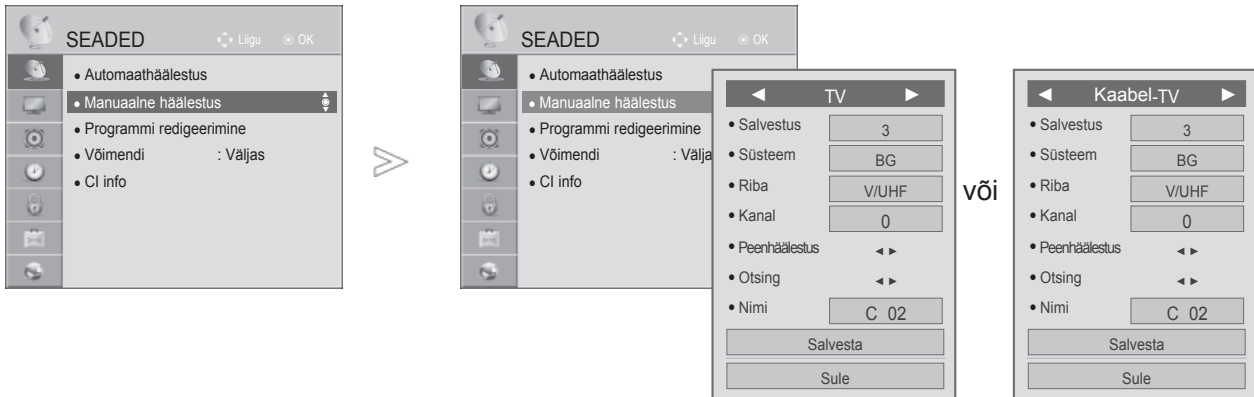 SEADED Liigu OK
• Automaathäälestus
• Manuaalne häälestus
• Programmi redigeerimine
• Võimendi : Väljas
• CI info
SEADED Liigu OK
• Automaathäälestus
• Manuaalne häälestus
• Programmi redigeerimine
• Võimendi : Välja
• CI info
◄ TV ►
• Salvestus 3
• Süsteem BG
• Riba V/UHF
• Kanal 0
• Peenhäälestus ◄ ►
• Otsing ◄ ►
• Nimi C 02
Salvesta
Sule
või
◄ Kaabel-TV ►
• Salvestus 3
• Süsteem BG
• Riba V/UHF
• Kanal 0
• Peenhäälestus ◄ ►
• Otsing ◄ ►
• Nimi C 02
Salvesta
Sule